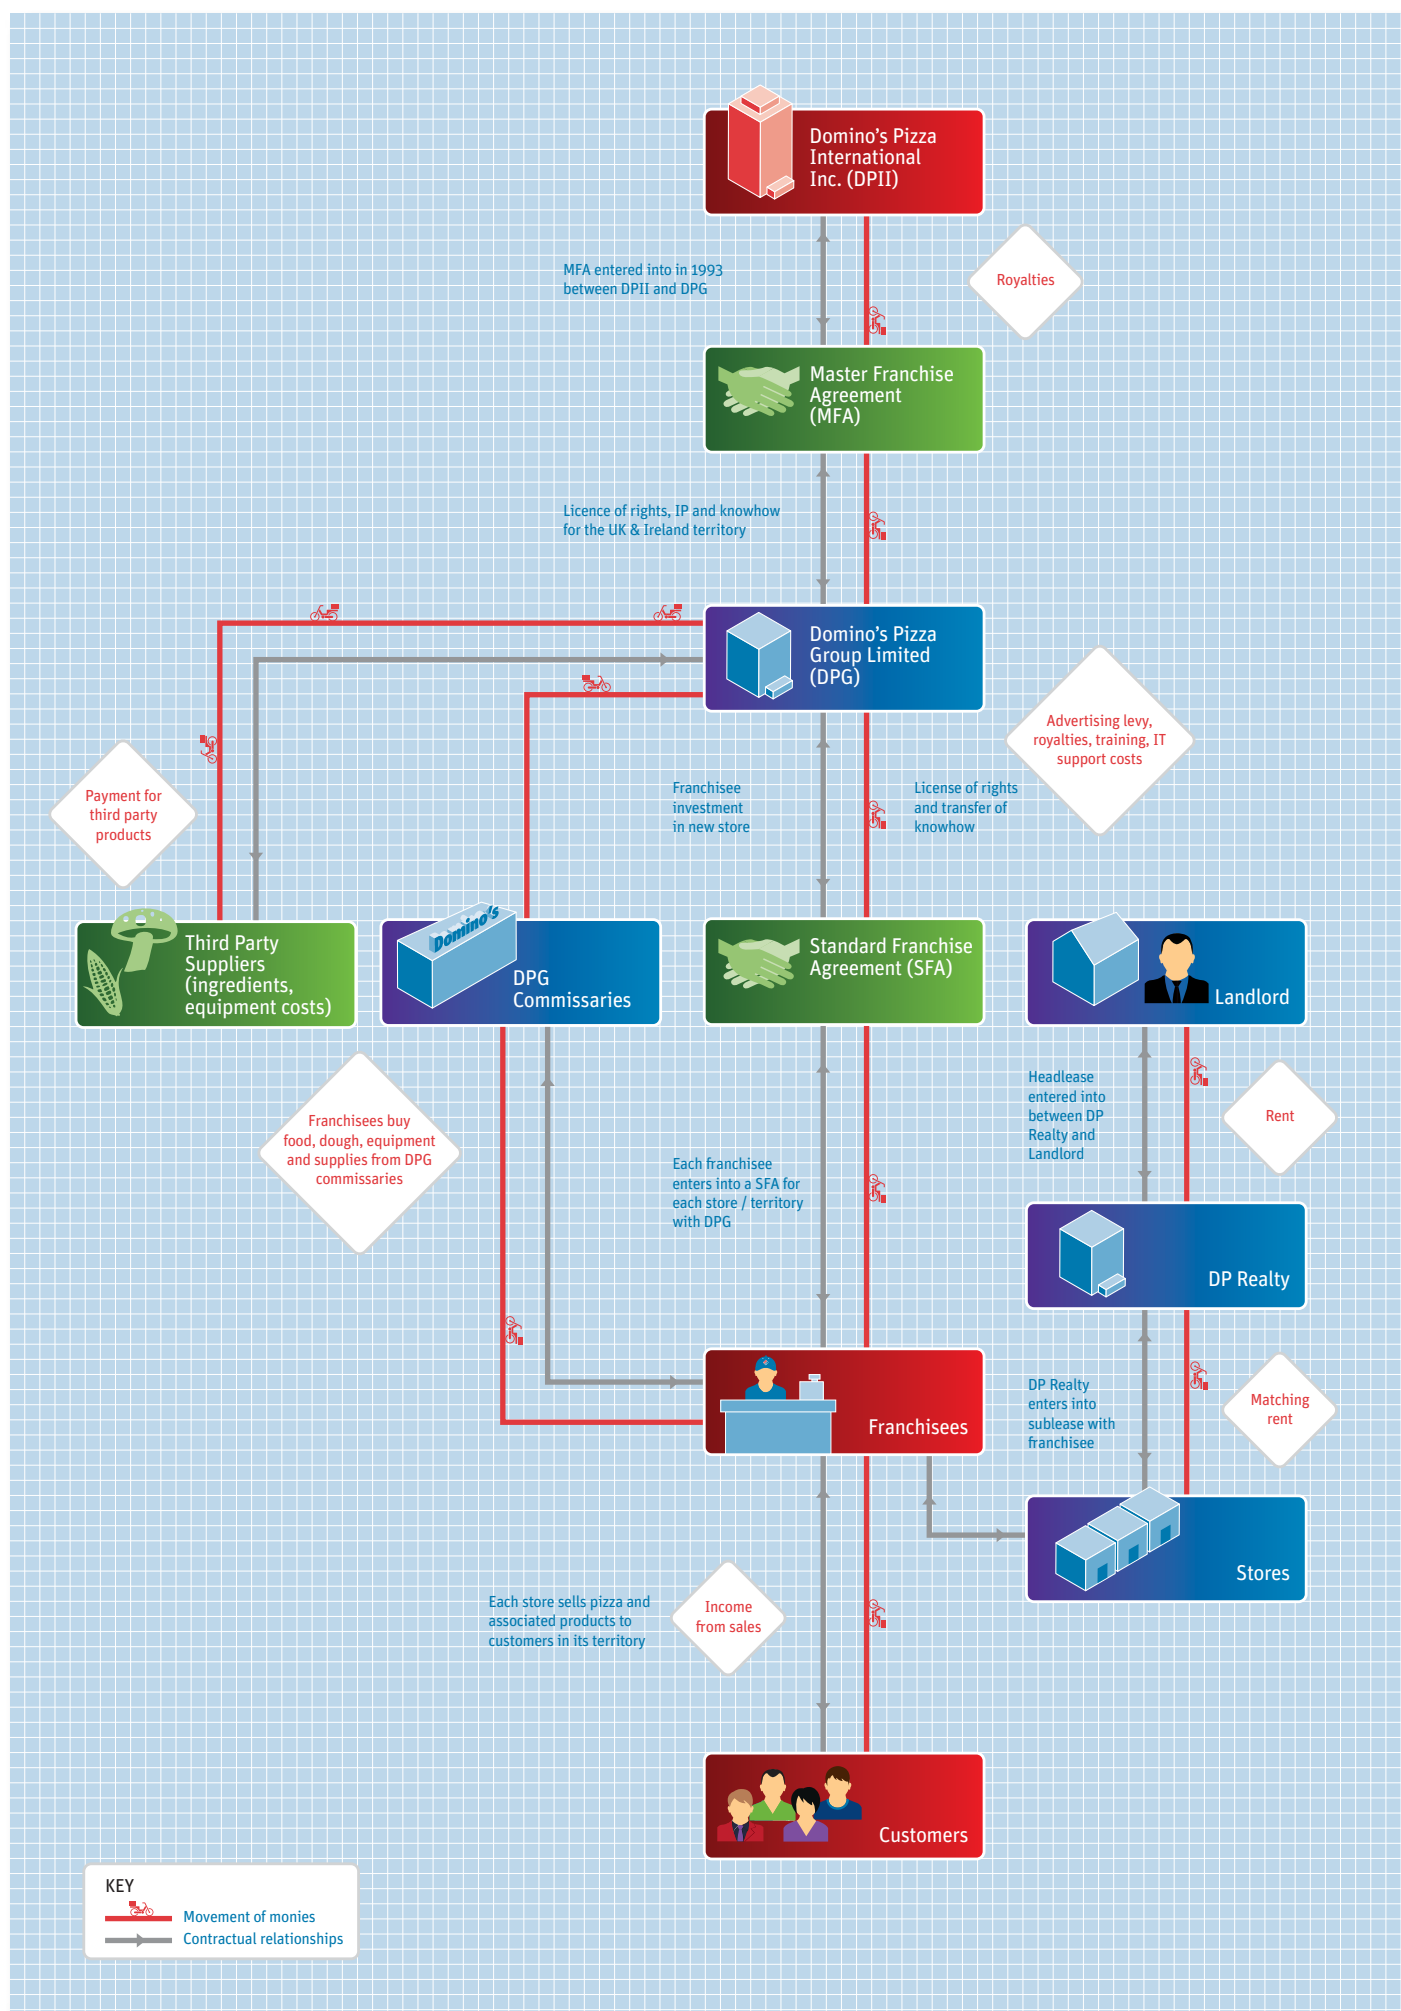 Domino's Pizza
International
Inc. (DPII)
MFA entered into in 1993
between DPII and DPG
Royalties
Master Franchise
Agreement
(MFA)
Licence of rights, IP and knowhow
for the UK & Ireland territory
Domino's Pizza
Group Limited
(DPG)
Advertising levy,
royalties, training, IT
support costs
Payment for
third party
products
Franchisee
investment
in new store
License of rights
and transfer of
knowhow
Third Party
Suppliers
(ingredients,
equipment costs)
Domino's
DPG
Commissaries
Standard Franchise
Agreement (SFA)
Landlord
Franchisees buy
food, dough, equipment
and supplies from DPG
commissaries
Each franchisee
enters into a SFA for
each store / territory
with DPG
Headlease
entered into
between DP
Realty and
Landlord
Rent
DP Realty
Franchisees
DP Realty
enters into
sublease with
franchisee
Matching
rent
Stores
Each store sells pizza and
associated products to
customers in its territory
Income
from sales
Customers
KEY
Movement of monies
Contractual relationships